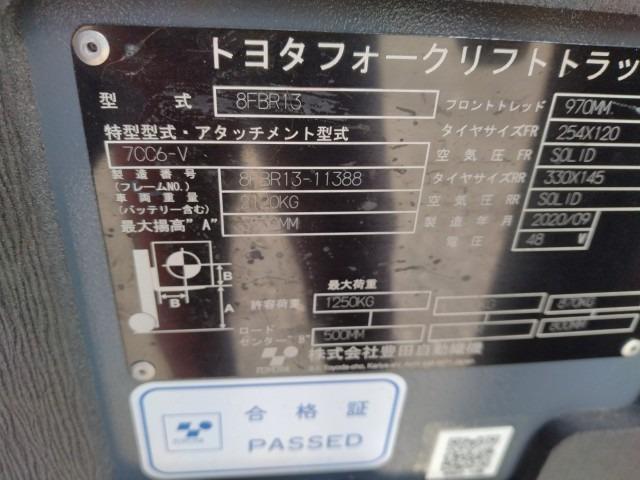 トヨタフォークリフトトラッ
型式 8FBR13 フロントトレッド 970MM
特型型式・アタッチメント型式 タイヤサイズFR 254X120
7CC6-V 空気圧FR SOLID
製造番号(フレームNO.) 8FBR13-11388 タイヤサイズRR 330X145
車両重量(バッテリー含む) 2120KG 空気圧RR SOLID
最大揚高"A" MM 製造年月 2020/09
電圧 48 V
B
B
A
最大荷重
許容荷重 1250KG 870KG
ロードセンター"B" 500MM 800MM
TOYOTA 株式会社豊田自動織機
合格証
PASSED